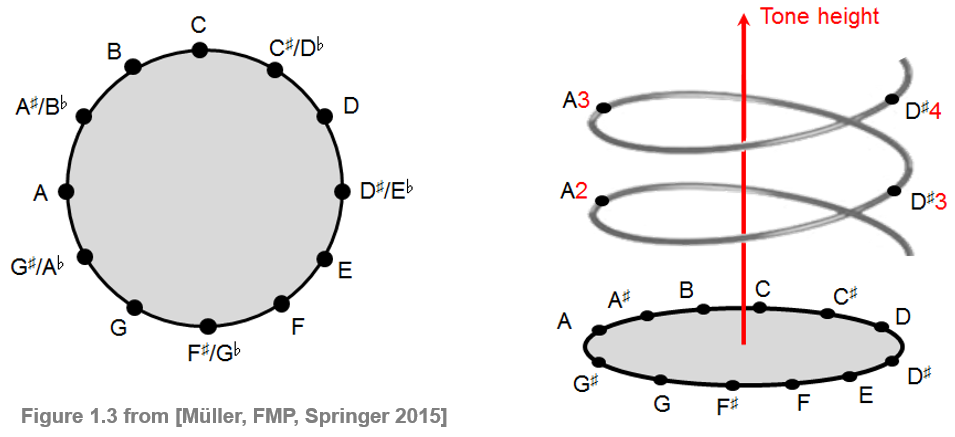 C
B
C♯/D♭
A♯/B♭
D
A
D♯/E♭
G♯/A♭
E
G
F
F♯/G♭
Tone height
A3
D♯4
A2
D♯3
A♯
B
C
C♯
A
D
G♯
D♯
G
F♯
F
E
Figure 1.3 from [Müller, FMP, Springer 2015]